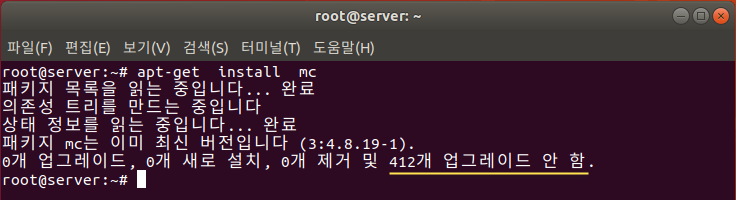 root@server: ~
파일(F) 편집(E) 보기(V) 검색(S) 터미널(T) 도움말(H)
root@server:~# apt-get  install  mc
패키지 목록을 읽는 중입니다... 완료
의존성 트리를 만드는 중입니다
상태 정보를 읽는 중입니다... 완료
패키지 mc는 이미 최신 버전입니다 (3:4.8.19-1).
0개 업그레이드, 0개 새로 설치, 0개 제거 및 412개 업그레이드 안 함.
root@server:~#